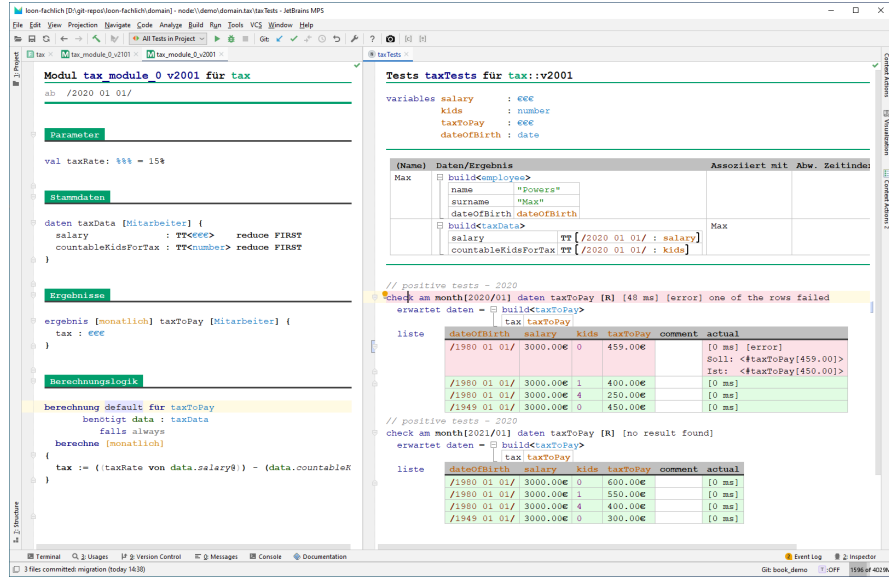 loon-fachlich [D:\git-repos\loon-fachlich\domain] - node:\\demo\domain.tax\taxTests - JetBrains MPS
File Edit View Projection Navigate Code Analyze Build Run Tools VCS Window Help
All Tests in Project Git:
1: Project
tax tax_module_0_v2101 tax_module_0_v2001
Modul tax_module_0 v2001 für tax
ab /2020 01 01/
Parameter
val taxRate: %%% = 15%
Stammdaten
daten taxData [Mitarbeiter] {
salary : TT<€€€> reduce FIRST
countableKidsForTax : TT<number> reduce FIRST
}
Ergebnisse
ergebnis [monatlich] taxToPay [Mitarbeiter] {
tax : €€€
}
Berechnungslogik
berechnung default für taxToPay
benötigt data : taxData
falls always
berechne [monatlich]
{
tax := (taxRate von data.salary@) - (data.countableK
}
taxTests
Tests taxTests für tax::v2001
variables salary : €€€
kids : number
taxToPay : €€€
dateOfBirth : date
(Name) Daten/Ergebnis Assoziiert mit Abw. Zeitinde
Max build<employee>
name "Powers"
surname "Max"
dateOfBirth dateOfBirth
build<taxData> Max
salary TT [/2020 01 01/ : salary]
countableKidsForTax TT [/2020 01 01/ : kids]
// positive tests - 2020
check am month[2020/01] daten taxToPay [R] [48 ms] [error] one of the rows failed
erwartet daten = build<taxToPay>
tax taxToPay
liste dateOfBirth salary kids taxToPay comment actual
/1980 01 01/ 3000.00€ 0 459.00€ [0 ms] [error]
Soll: <#taxToPay[459.00]>
Ist: <#taxToPay[450.00]>
/1980 01 01/ 3000.00€ 1 400.00€ [0 ms]
/1980 01 01/ 3000.00€ 4 250.00€ [0 ms]
/1949 01 01/ 3000.00€ 0 450.00€ [0 ms]
// positive tests - 2020
check am month[2021/01] daten taxToPay [R] [no result found]
erwartet daten = build<taxToPay>
tax taxToPay
liste dateOfBirth salary kids taxToPay comment actual
/1980 01 01/ 3000.00€ 0 600.00€ [0 ms]
/1980 01 01/ 3000.00€ 1 550.00€ [0 ms]
/1980 01 01/ 3000.00€ 4 400.00€ [0 ms]
/1949 01 01/ 3000.00€ 0 300.00€ [0 ms]
Context Actions
Visualization
Context Actions 2
Z: Structure
Terminal 3: Usages 9: Version Control 0: Messages Console Documentation
Event Log 2: Inspector
3 files committed: migration (today 14:38)
Git: book_demo T:OFF 1596 of 4029M